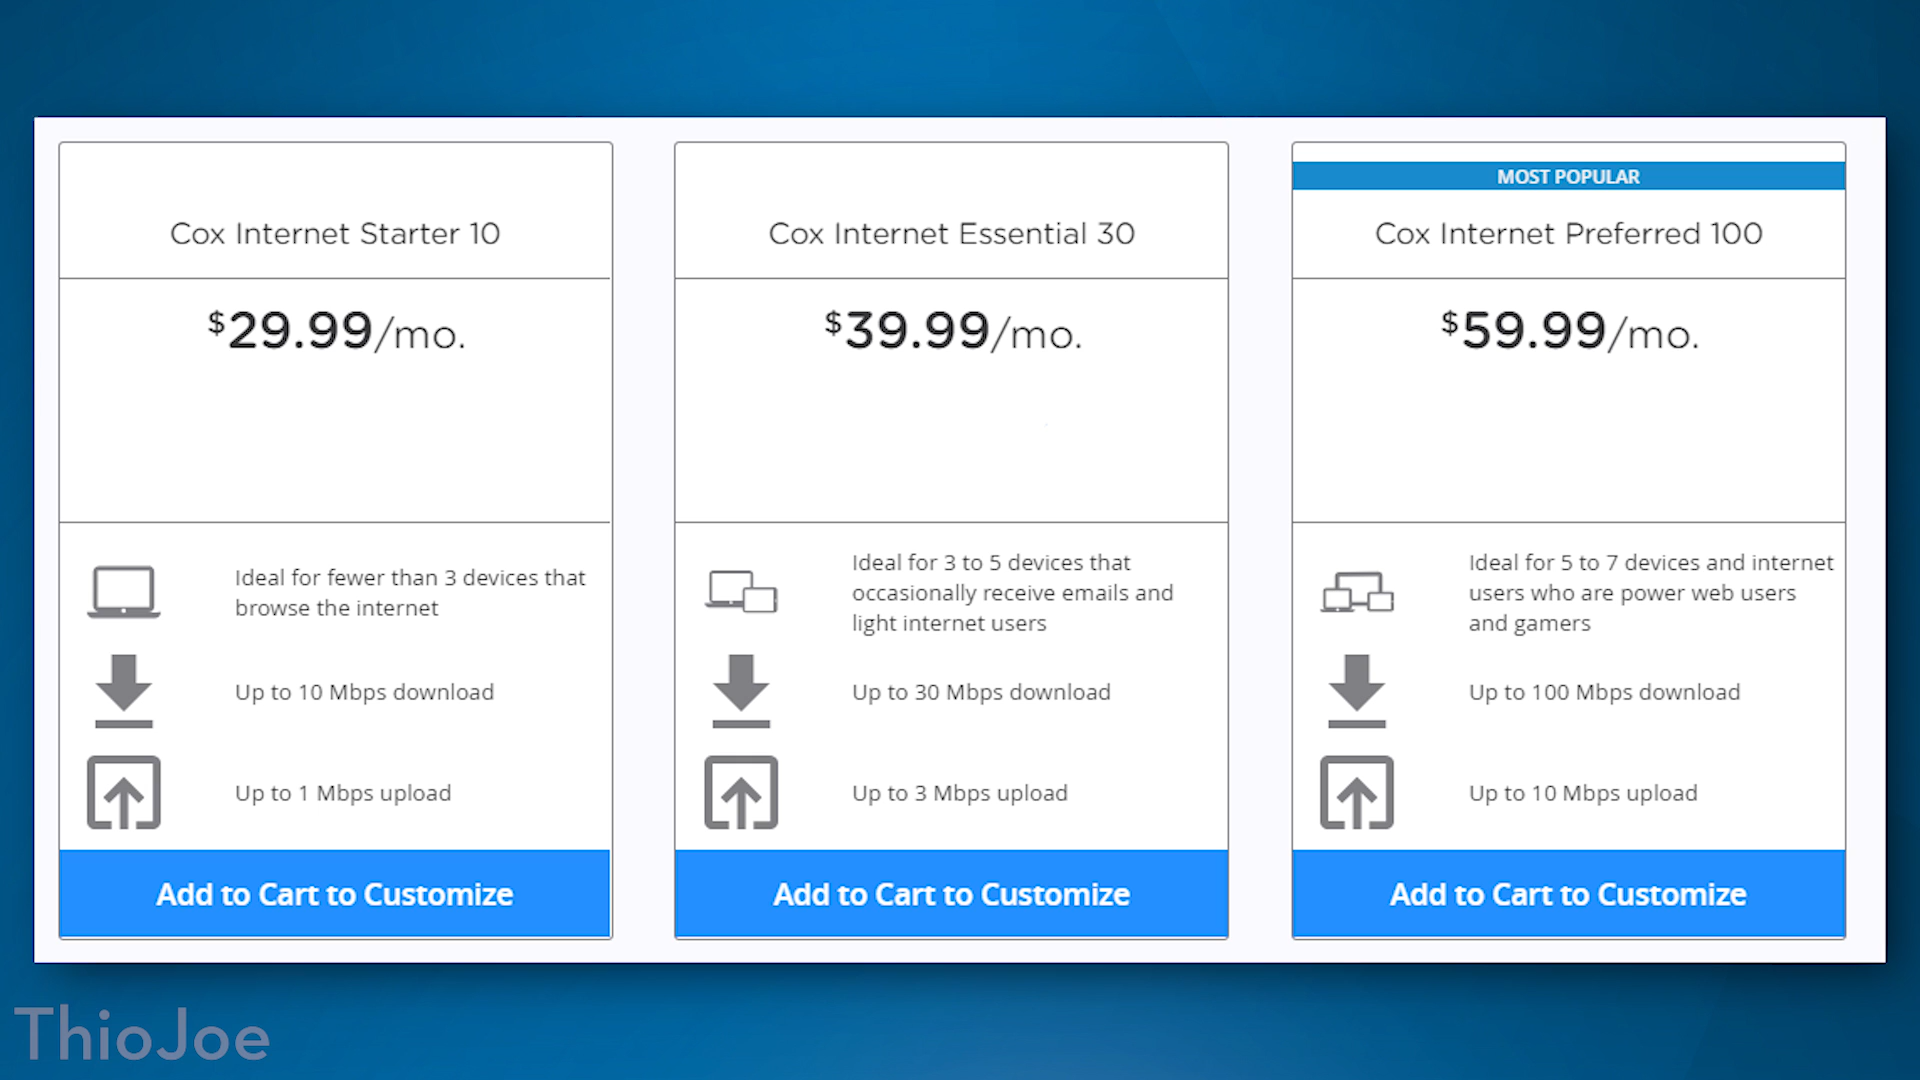 Cox Internet Starter 10
$29.99/mo.
Ideal for fewer than 3 devices that
browse the internet
Up to 10 Mbps download
Up to 1 Mbps upload
Add to Cart to Customize
Cox Internet Essential 30
$39.99/mo.
Ideal for 3 to 5 devices that
occasionally receive emails and
light internet users
Up to 30 Mbps download
Up to 3 Mbps upload
Add to Cart to Customize
MOST POPULAR
Cox Internet Preferred 100
$59.99/mo.
Ideal for 5 to 7 devices and internet
users who are power web users
and gamers
Up to 100 Mbps download
Up to 10 Mbps upload
Add to Cart to Customize
ThioJoe